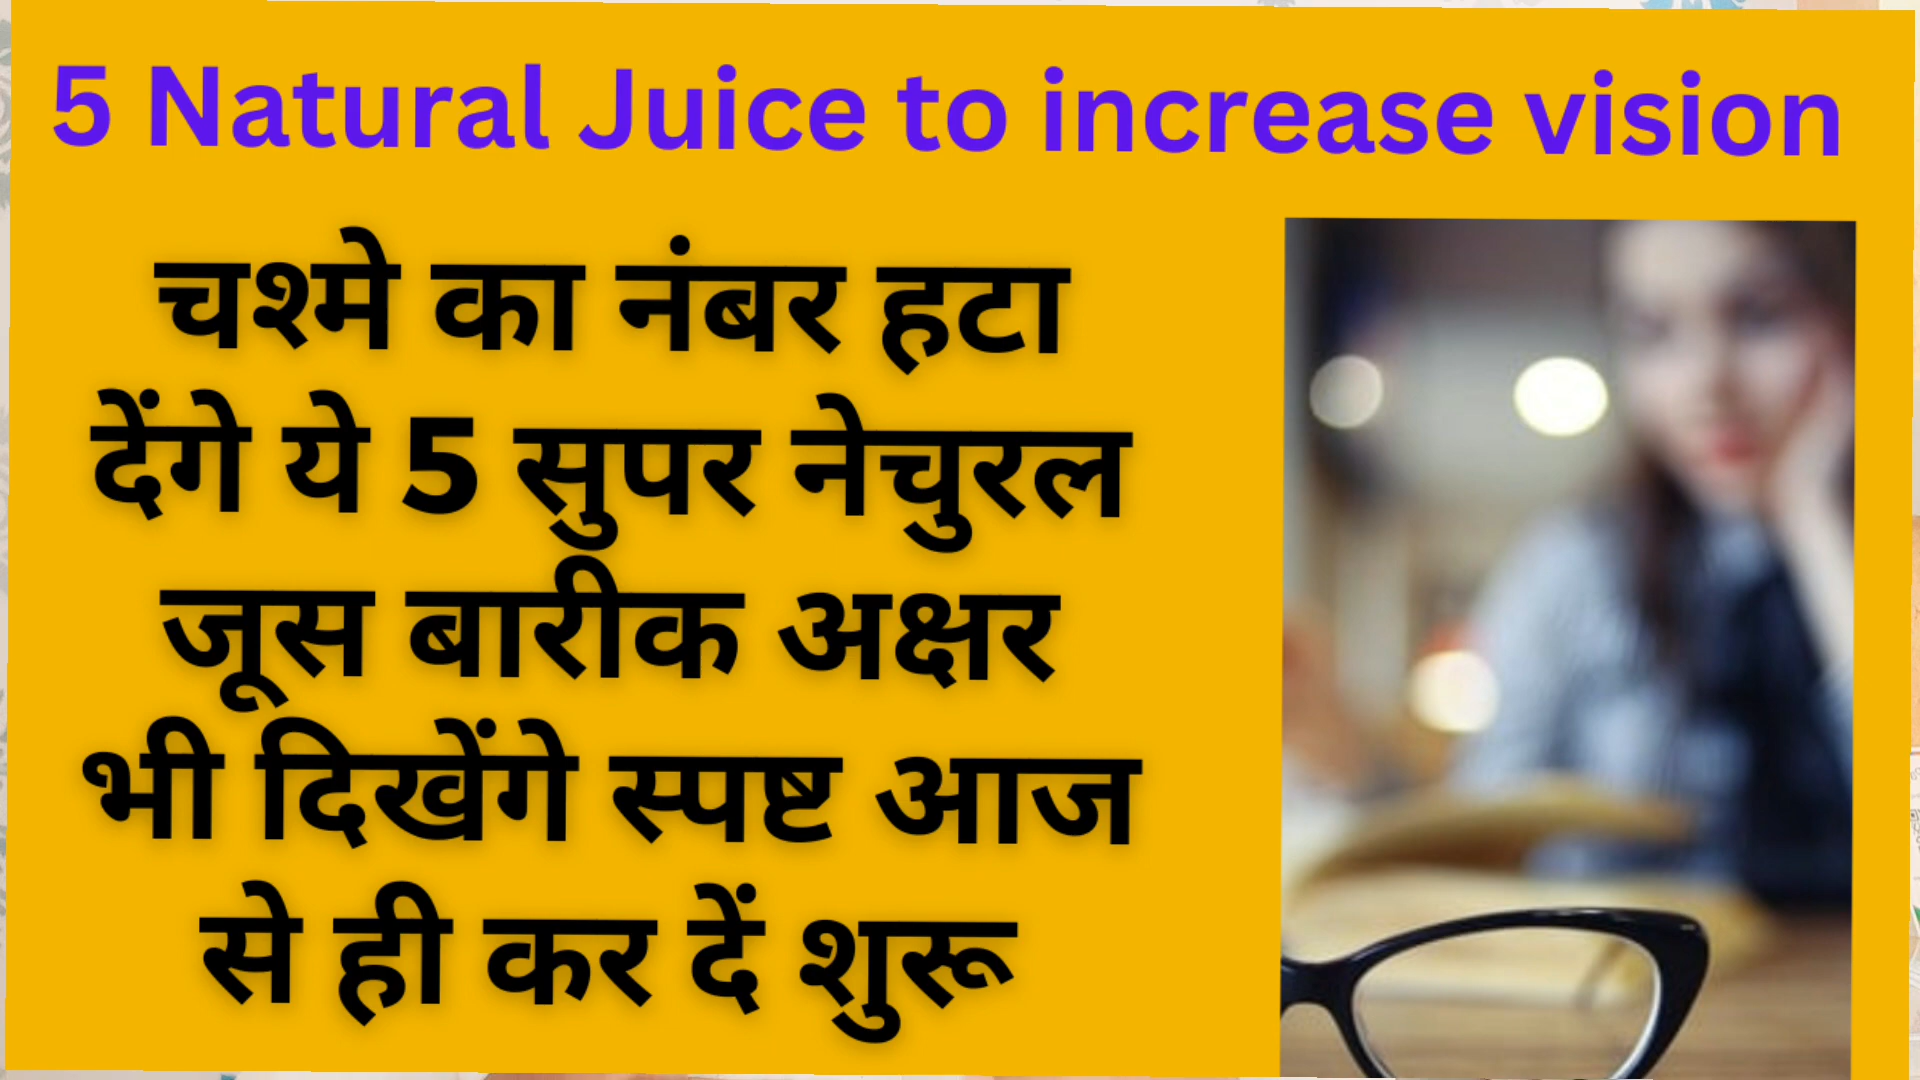 5 Natural Juice to increase vision
चश्मे का नंबर हटा
देंगे ये 5 सुपर नेचुरल
जूस बारीक अक्षर
भी दिखेंगे स्पष्ट आज
से ही कर दें शुरू